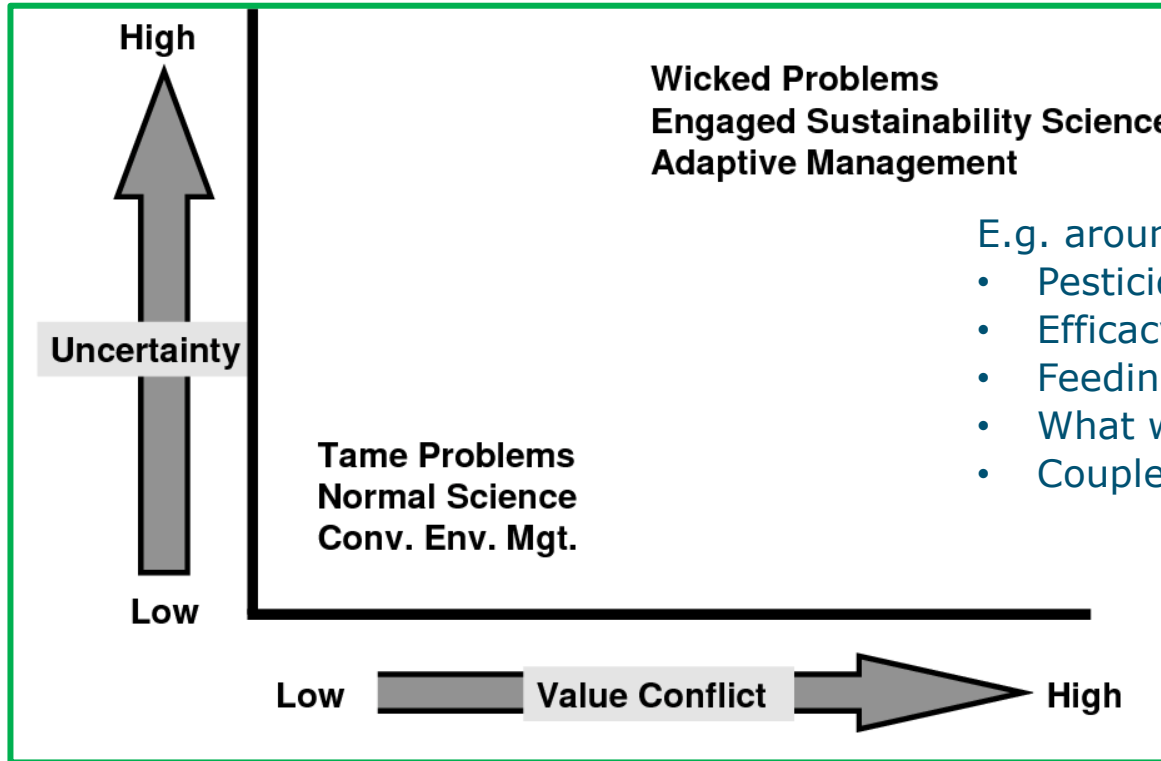 High
Wicked Problems
Engaged Sustainability Science
Adaptive Management
E.g.
•
•
•
• What
•
Uncertainty
Tame Problems
Normal Science
Conv. Env. Mgt.
Low
Low
Value Conflict
High